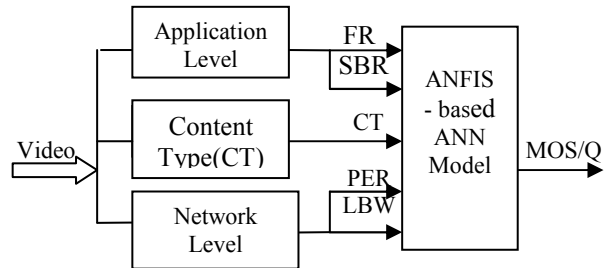 Application
Level
FR
SBR
Video
Content
Type(CT)
CT
Network
Level
PER
LBW
ANFIS
- based
ANN
Model
MOS/Q